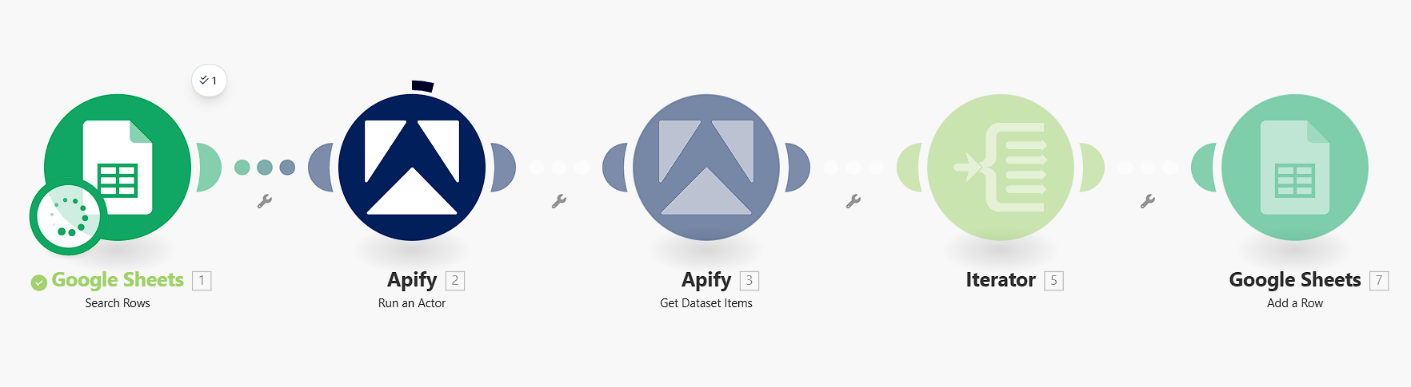 1
Google Sheets 1
Search Rows
Apify 2
Run an Actor
Apify 3
Get Dataset Items
Iterator 5
Google Sheets 7
Add a Row